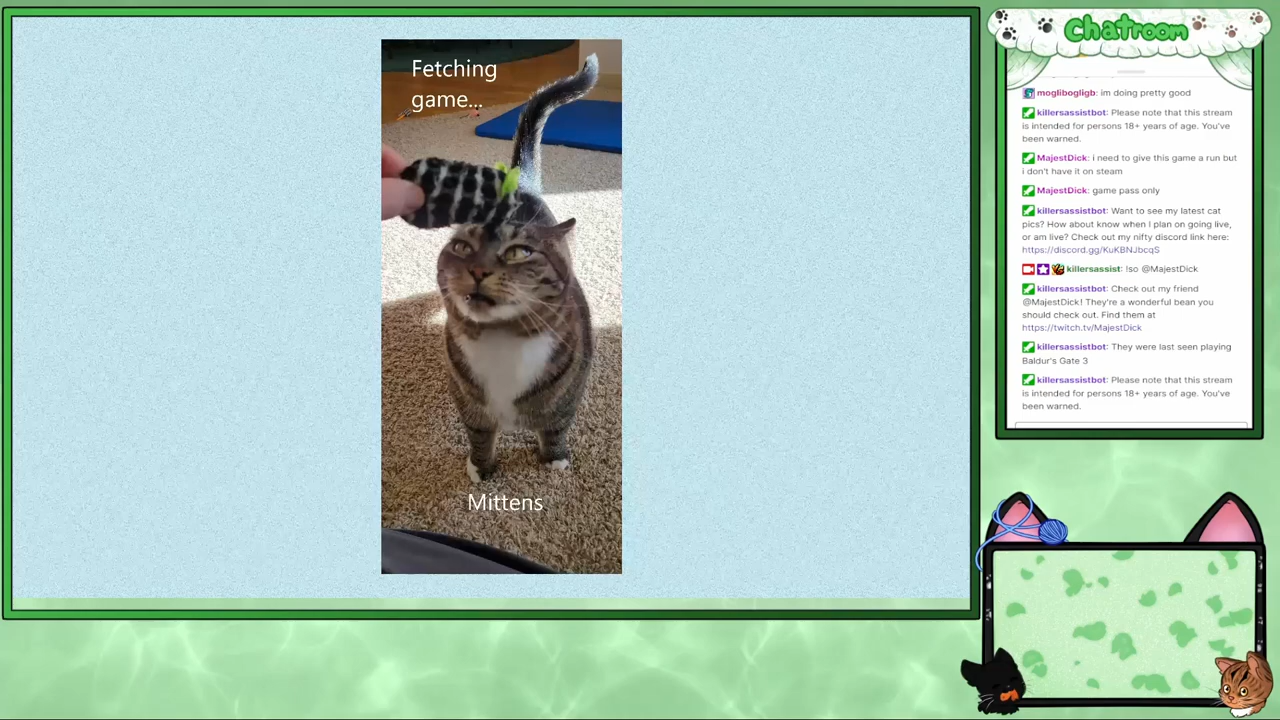 Fetching
game...
Mittens
Chatroom
moglibogligb: im doing pretty good
killersassistbot: Please note that this stream
is intended for persons 18+ years of age. You've
been warned.
MajestDick: i need to give this game a run but
i don't have it on steam
MajestDick: game pass only
killersassistbot: Want to see my latest cat
pics? How about know when I plan on going live,
or am live? Check out my nifty discord link here:
https://discord.gg/KuKBNJbcqS
killersassist: !so @MajestDick
killersassistbot: Check out my friend
@MajestDick! They're a wonderful bean you
should check out. Find them at
https://twitch.tv/MajestDick
killersassistbot: They were last seen playing
Baldur's Gate 3
killersassistbot: Please note that this stream
is intended for persons 18+ years of age. You've
been warned.